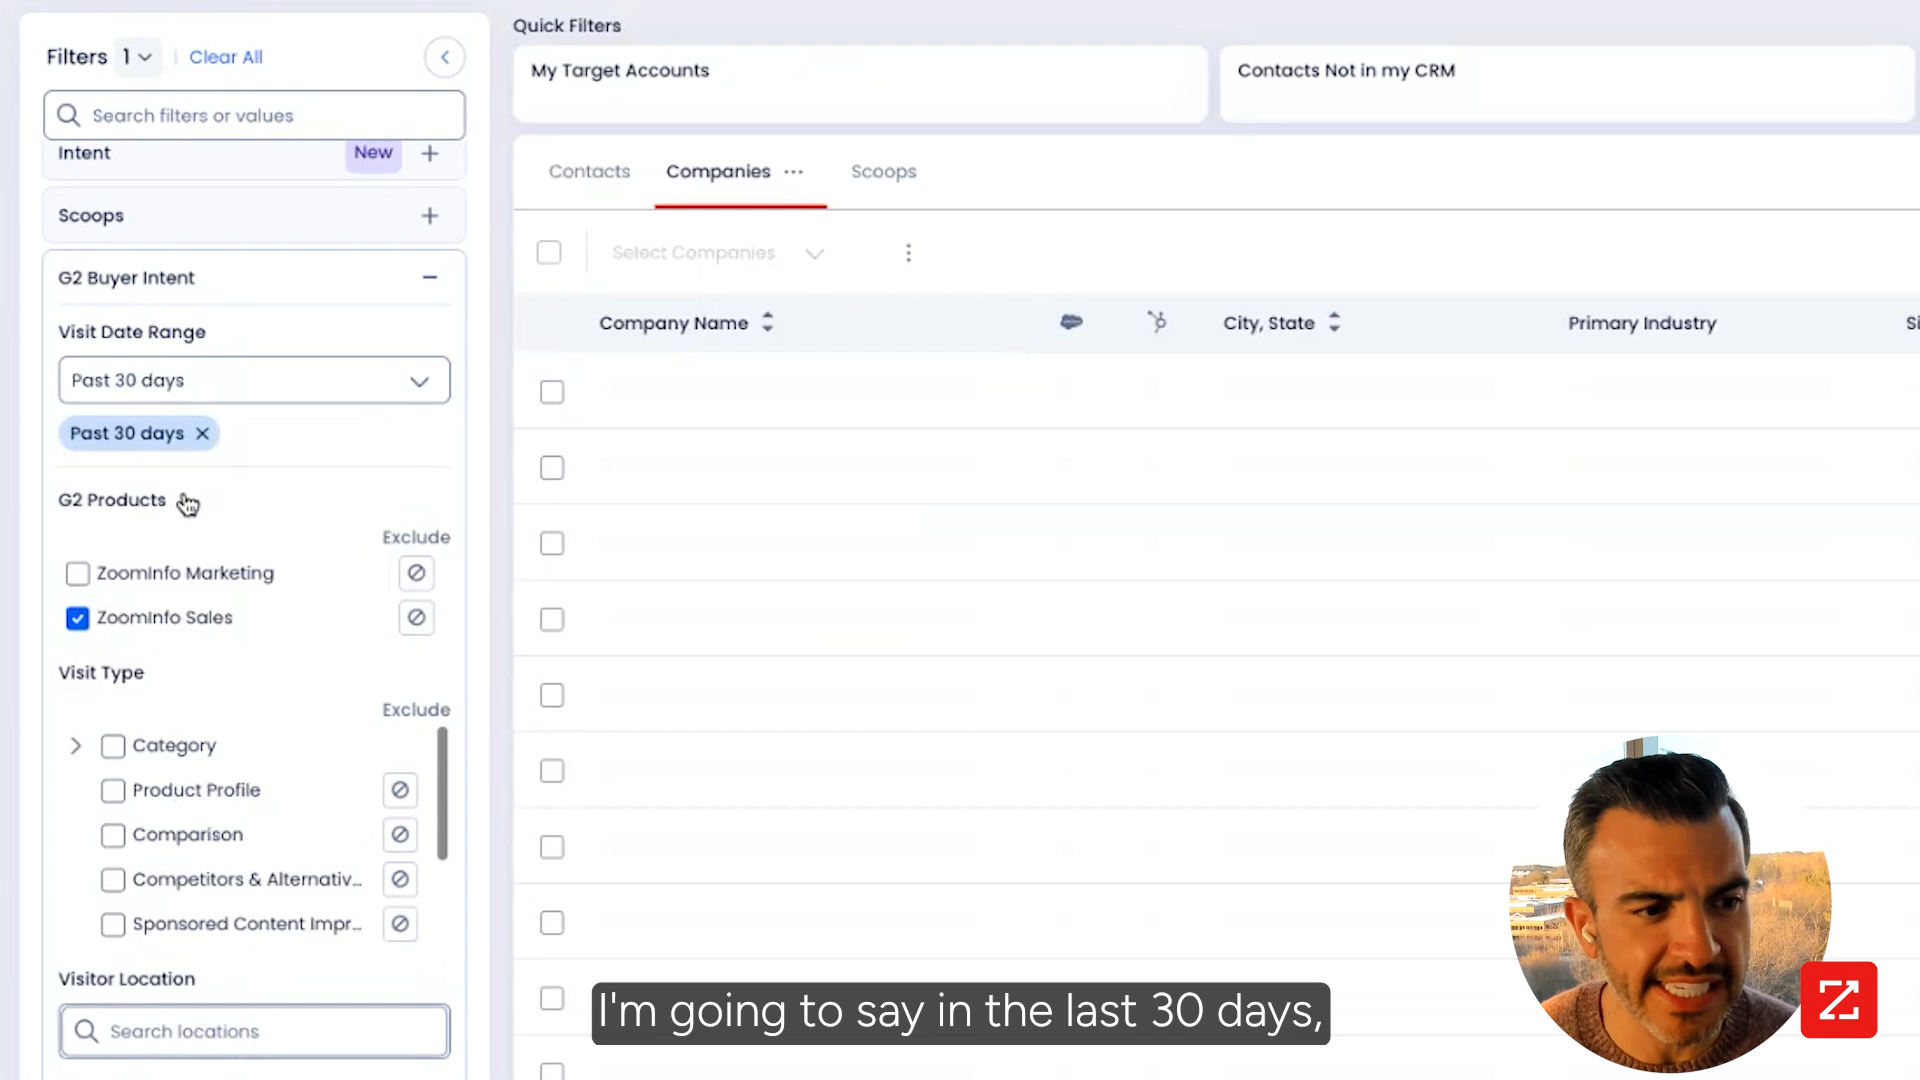 Filters 1
Clear All
Search filters or values
Intent
New
Scoops
G2 Buyer Intent
Visit Date Range
Past 30 days
Past 30 days
G2 Products
Exclude
ZoomInfo Marketing
ZoomInfo Sales
Visit Type
Exclude
Category
Product Profile
Comparison
Competitors & Alternativ...
Sponsored Content Impr...
Visitor Location
Search locations
Quick Filters
My Target Accounts
Contacts Not in my CRM
Contacts
Companies
Scoops
Select Companies
Company Name
City, State
Primary Industry
Si
I'm going to say in the last 30 days,